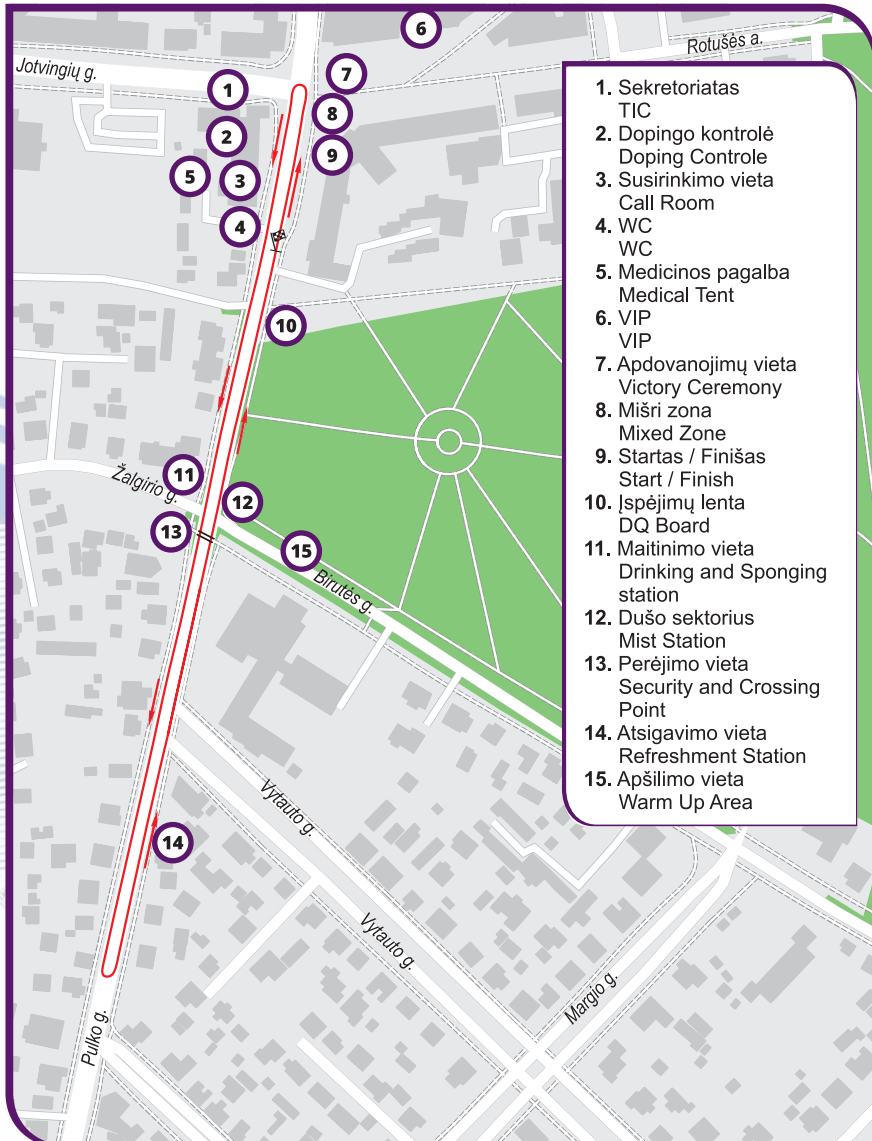 6
Rotušės a.
Jotvingių g.
7
1
8
2
9
5
3
4
10
11
Žalgirio g.
12
13
15
Birutės g.
14
Vytauto g.
Vytauto g.
Margio g.
Pulko g.
1. Sekretoriatas
TIC
2. Dopingo kontrolė
Doping Controle
3. Susirinkimo vieta
Call Room
4. WC
WC
5. Medicinos pagalba
Medical Tent
6. VIP
VIP
7. Apdovanojimų vieta
Victory Ceremony
8. Mišri zona
Mixed Zone
9. Startas / Finišas
Start / Finish
10. Įspėjimų lenta
DQ Board
11. Maitinimo vieta
Drinking and Sponging
station
12. Dušo sektorius
Mist Station
13. Perėjimo vieta
Security and Crossing
Point
14. Atsigavimo vieta
Refreshment Station
15. Apšilimo vieta
Warm Up Area